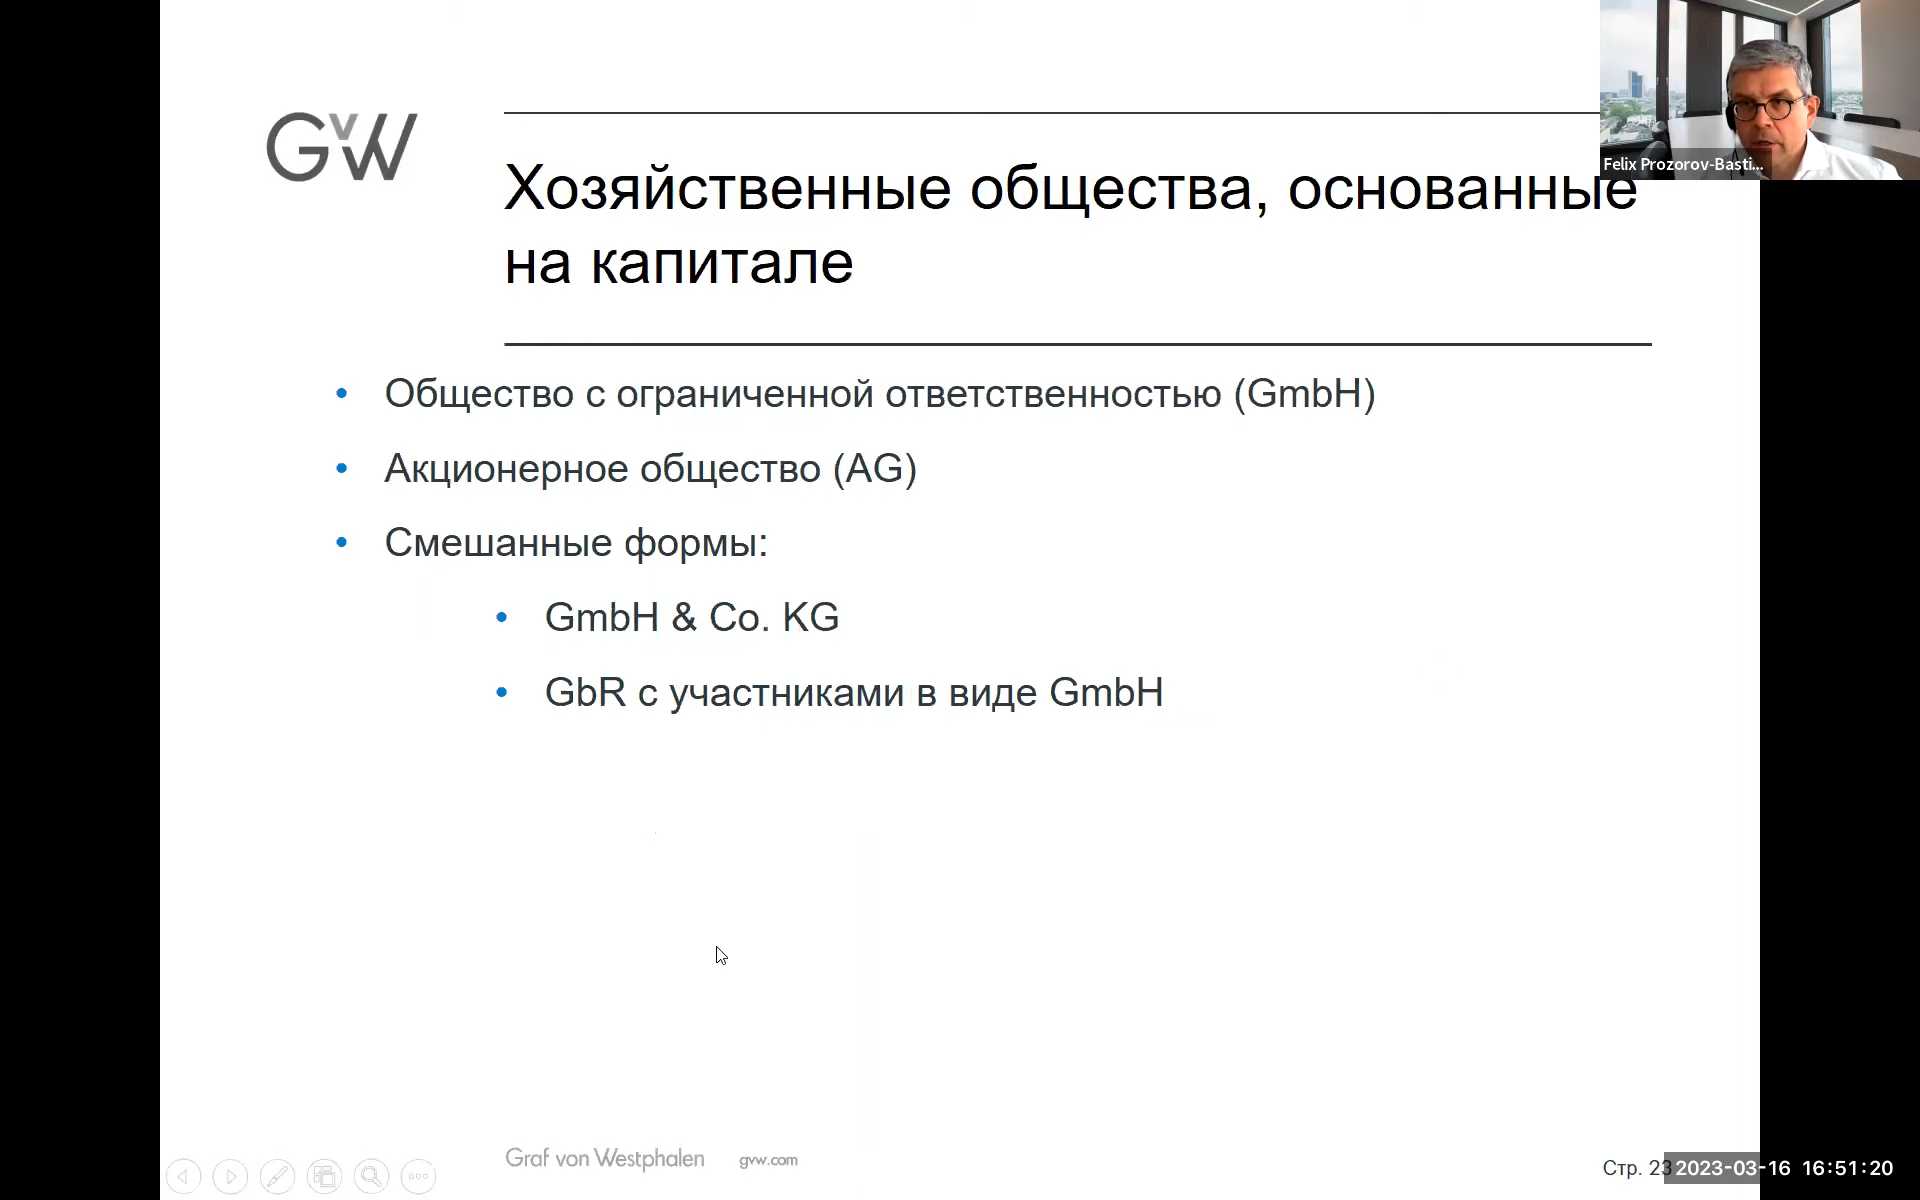 GvW
Felix Prozorov-Basti...
Хозяйственные общества, основанные
на капитале
Общество с ограниченной ответственностью (GmbH)
Акционерное общество (AG)
Смешанные формы:
GmbH & Co. KG
GbR с участниками в виде GmbH
Graf von Westphalen gvw.com
Стр. 23
2023-03-16 16:51:20